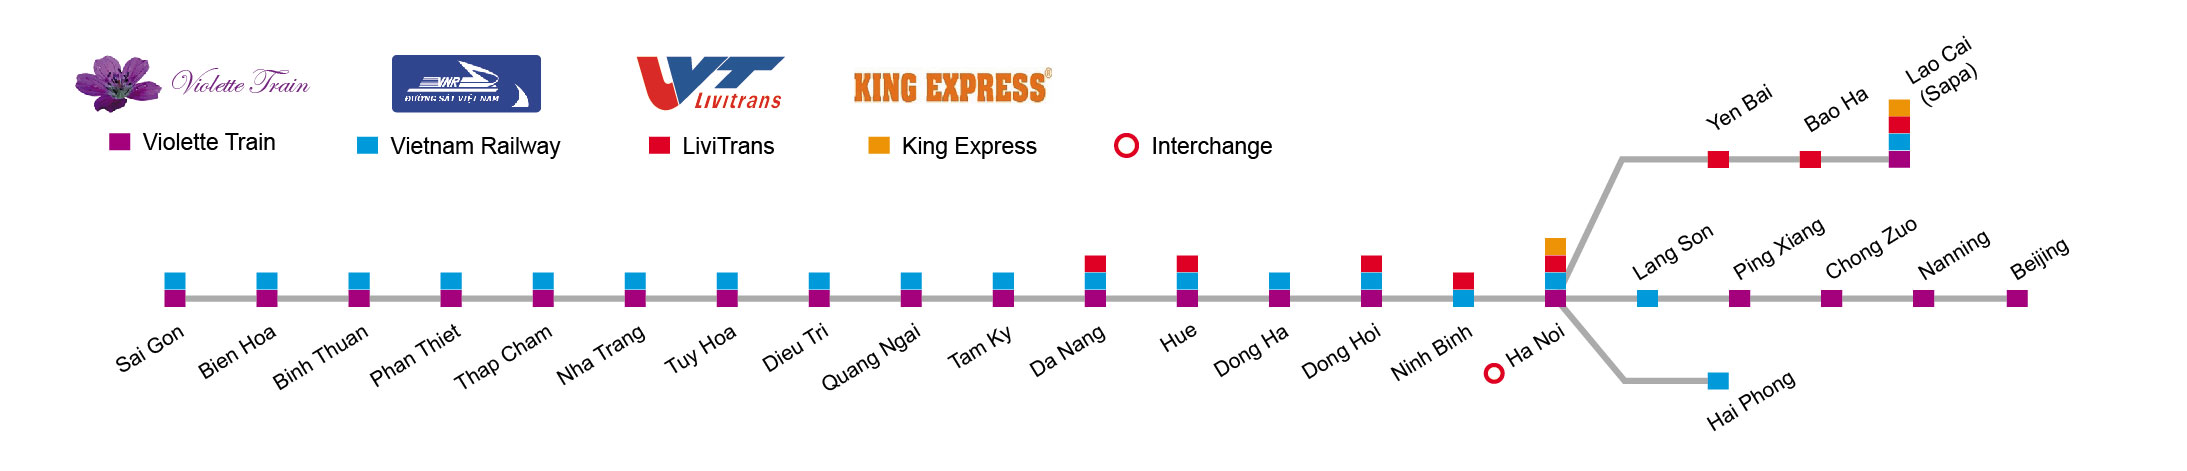 Violette Train
VNR
ĐƯỜNG SẮT VIỆT NAM
LVT
Livitrans
KING EXPRESS®
Violette Train
Vietnam Railway
LiviTrans
King Express
Interchange
Lao Cai
(Sapa)
Yen Bai
Bao Ha
Lang Son
Ping Xiang
Chong Zuo
Nanning
Beijing
Sai Gon
Bien Hoa
Binh Thuan
Phan Thiet
Thap Cham
Nha Trang
Tuy Hoa
Dieu Tri
Quang Ngai
Tam Ky
Da Nang
Hue
Dong Ha
Dong Hoi
Ninh Binh
Ha Noi
Hai Phong